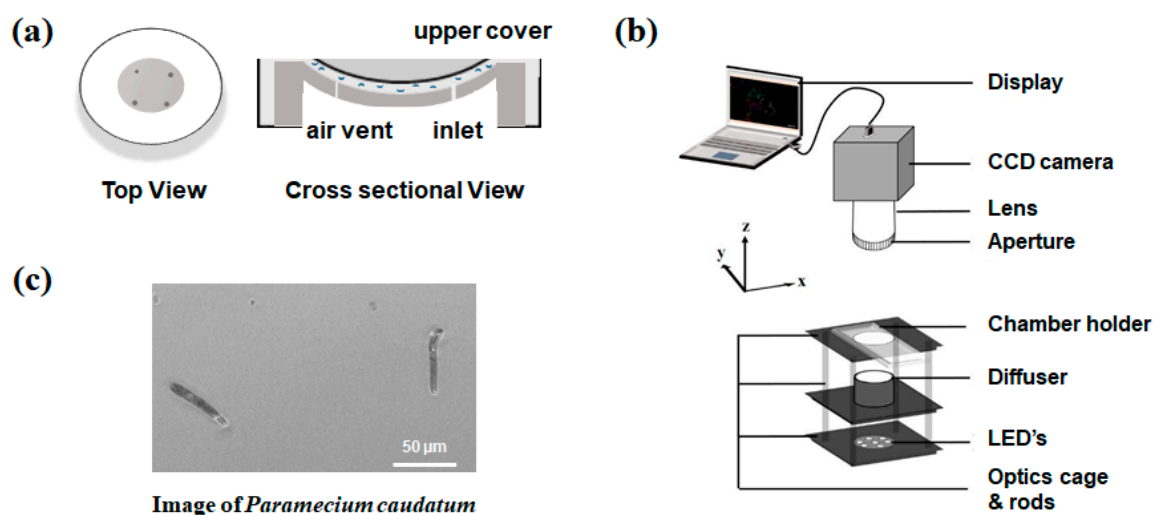 (a)
upper cover
air vent
inlet
Top View
Cross sectional View
(b)
Display
CCD camera
Lens
Aperture
z
y
x
Chamber holder
Diffuser
LED's
Optics cage
& rods
(c)
50 µm
Image of Paramecium caudatum